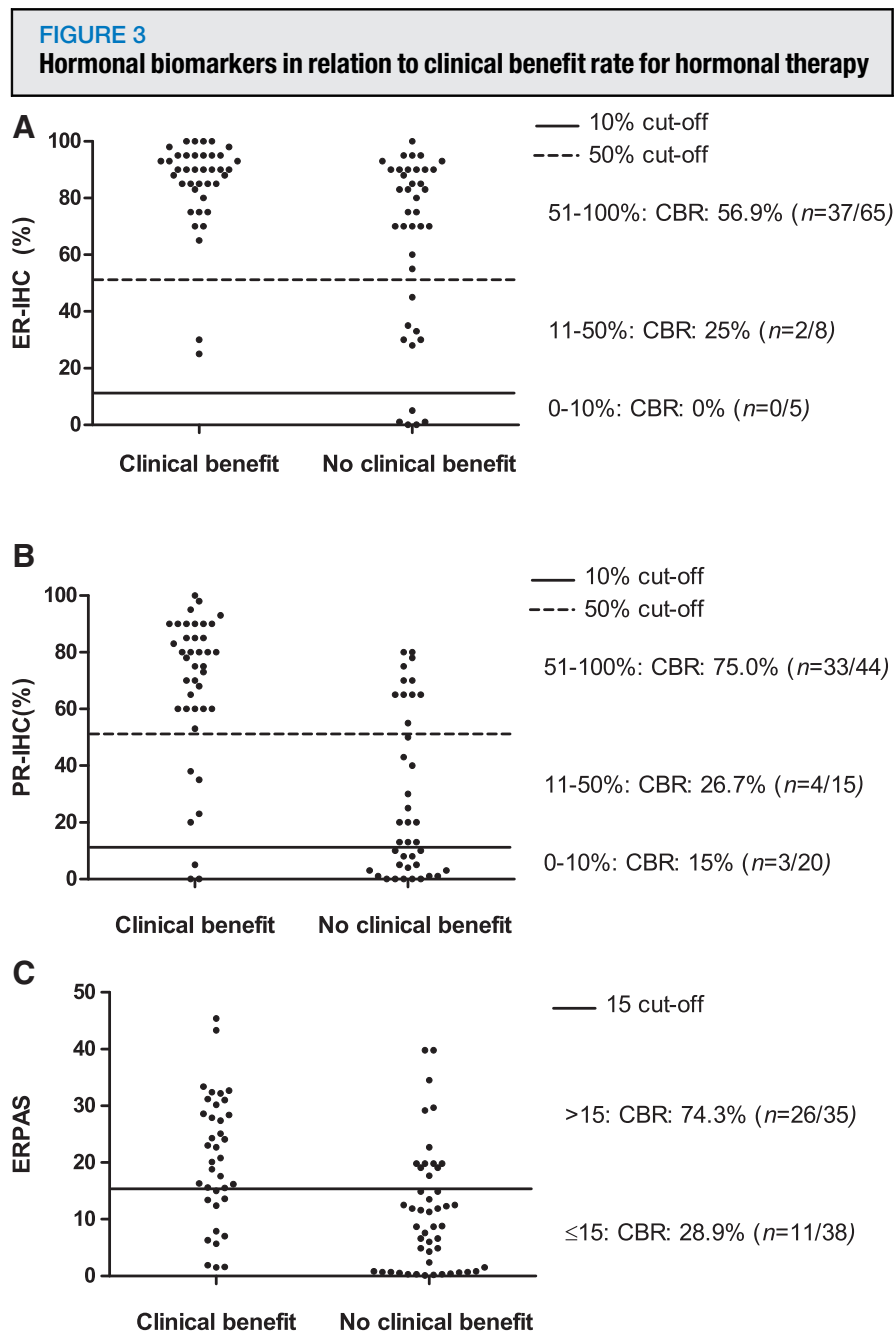 FIGURE 3
Hormonal biomarkers in relation to clinical benefit rate for hormonal therapy
A
10% cut-off
50% cut-off
100
80
60
40
20
0
ER-IHC (%)
51-100%: CBR: 56.9% (n=37/65)
11-50%: CBR: 25% (n=2/8)
0-10%: CBR: 0% (n=0/5)
Clinical benefit
No clinical benefit
B
10% cut-off
50% cut-off
100
80
60
40
20
0
PR-IHC(%)
51-100%: CBR: 75.0% (n=33/44)
11-50%: CBR: 26.7% (n=4/15)
0-10%: CBR: 15% (n=3/20)
Clinical benefit
No clinical benefit
C
15 cut-off
50
40
30
20
10
0
ERPAS
>15: CBR: 74.3% (n=26/35)
≤15: CBR: 28.9% (n=11/38)
Clinical benefit
No clinical benefit